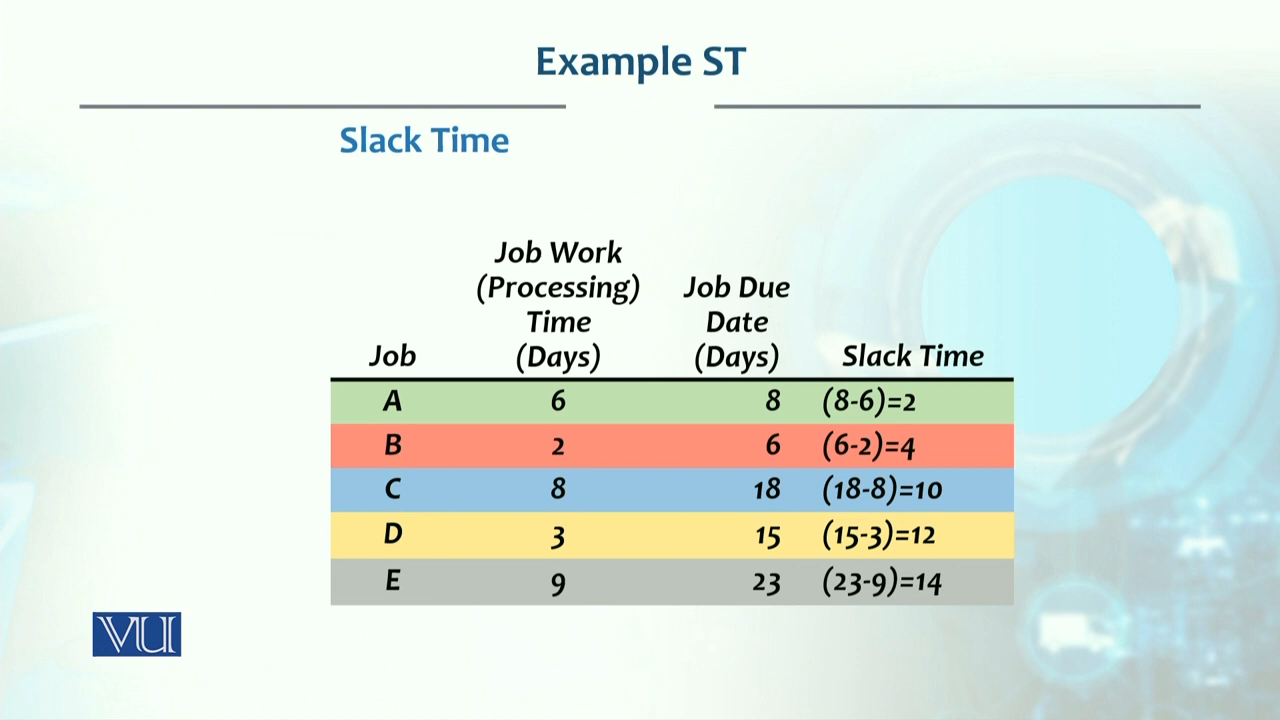 Example ST
Slack Time
Job Work
(Processing)
Time
(Days)
Job Due
Date
(Days)
Job
Slack Time
A 6 8 (8-6)=2
B 2 6 (6-2)=4
C 8 18 (18-8)=10
D 3 15 (15-3)=12
E 9 23 (23-9)=14
VU